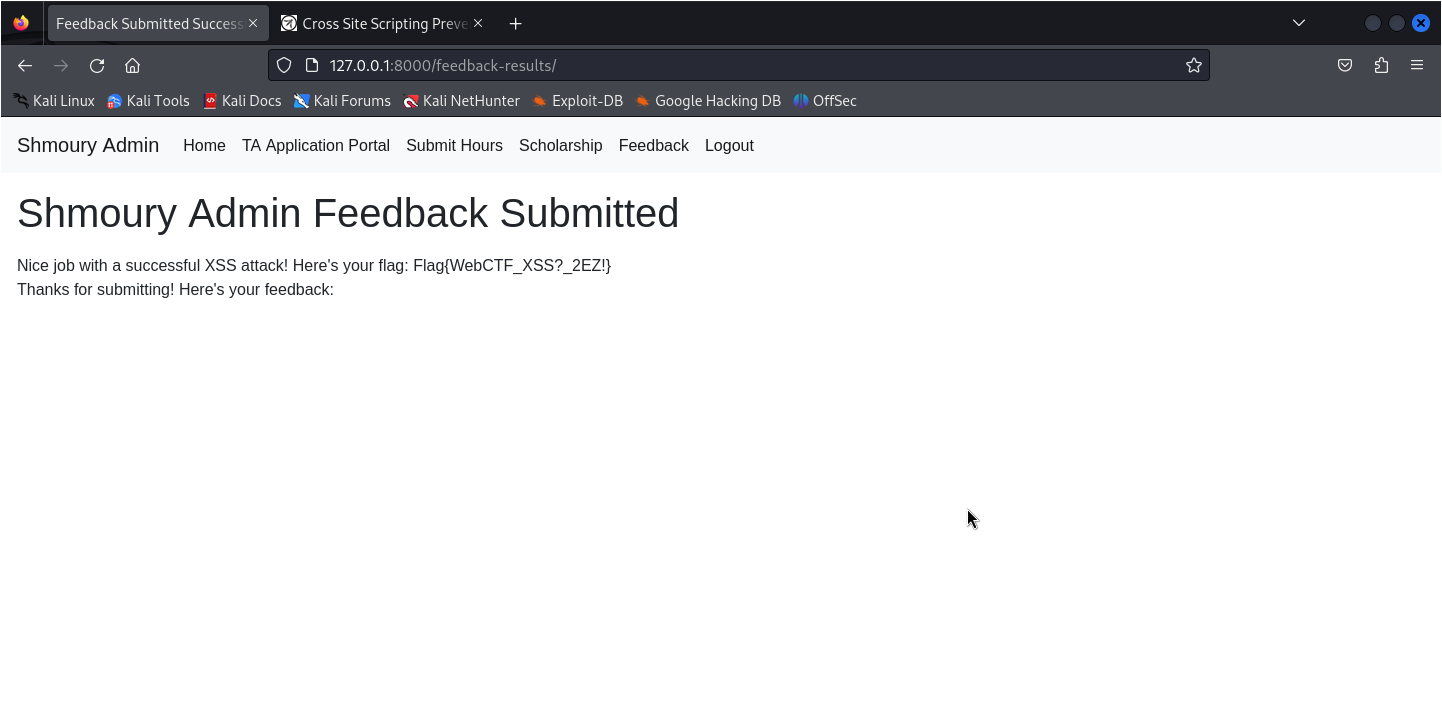 Feedback Submitted Success
Cross Site Scripting Preve
127.0.0.1:8000/feedback-results/
Kali Linux Kali Tools Kali Docs Kali Forums Kali NetHunter Exploit-DB Google Hacking DB OffSec
Shmoury Admin Home TA Application Portal Submit Hours Scholarship Feedback Logout
Shmoury Admin Feedback Submitted
Nice job with a successful XSS attack! Here's your flag: Flag{WebCTF_XSS?_2EZ!}
Thanks for submitting! Here's your feedback: